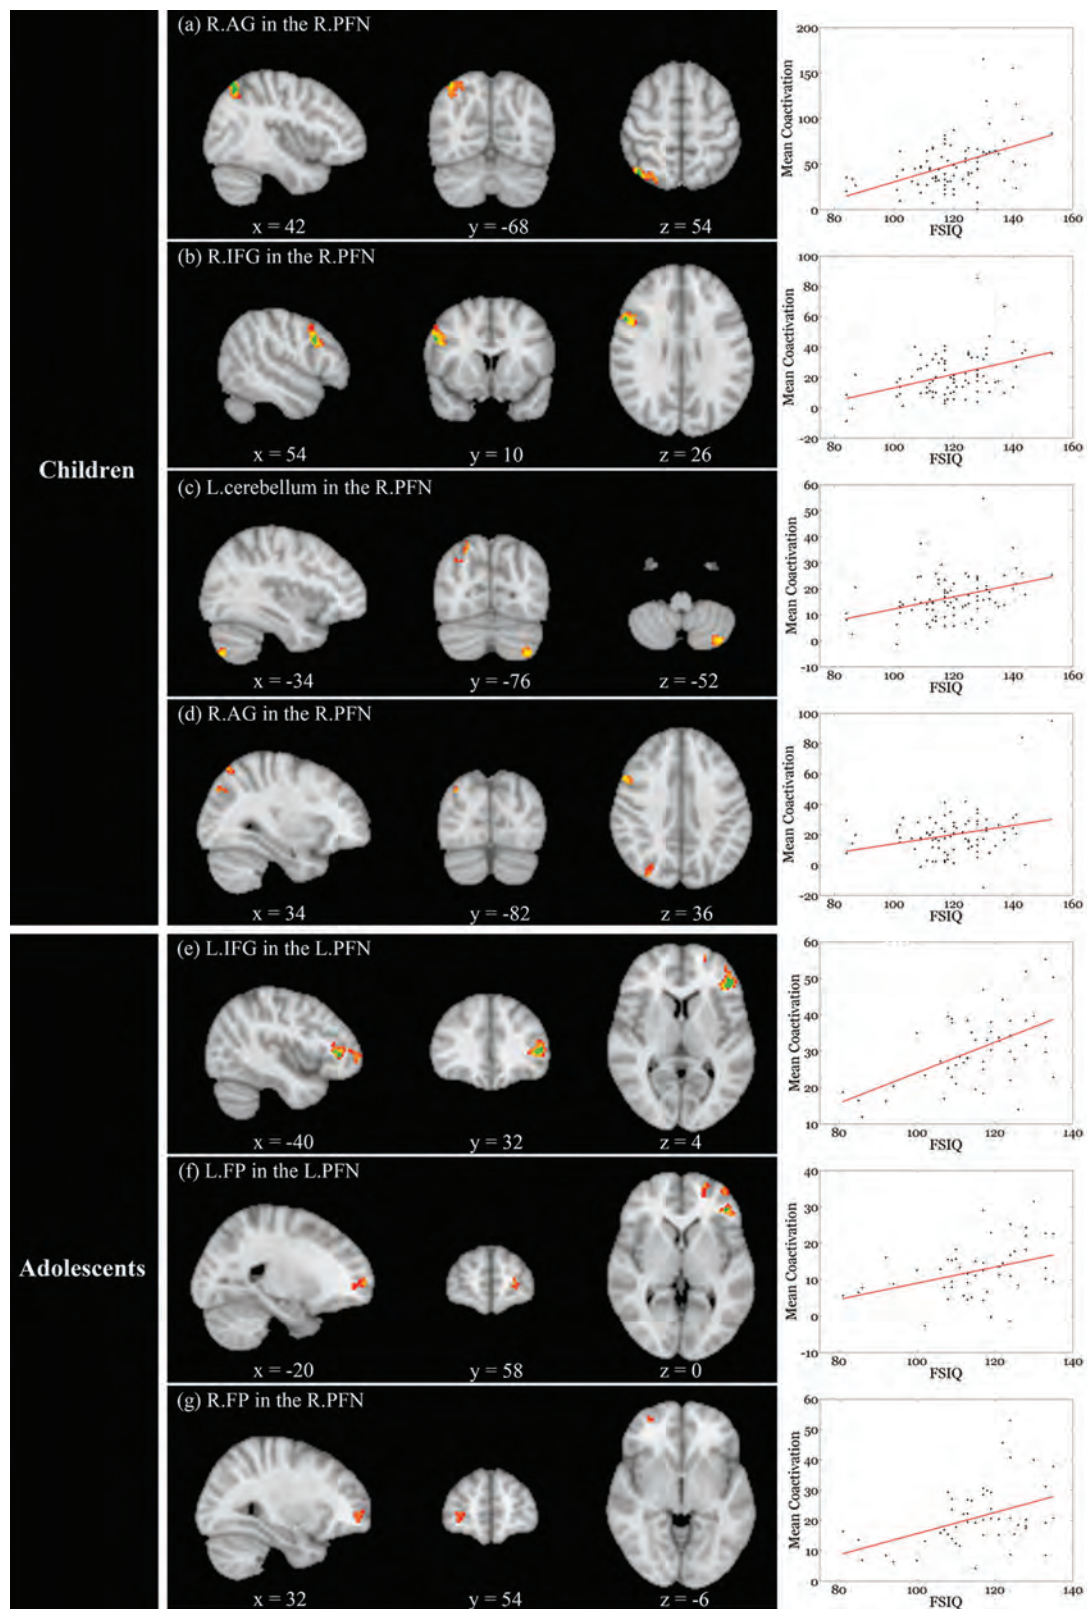 Children
(a) R.AG in the R.PFN
x = 42 y = -68 z = 54
Mean Coactivation
200
150
100
50
0
80 100 120 140 160
FSIQ
(b) R.IFG in the R.PFN
x = 54 y = 10 z = 26
Mean Coactivation
100
80
60
40
20
0
-20
80 100 120 140 160
FSIQ
(c) L.cerebellum in the R.PFN
x = -34 y = -76 z = -52
Mean Coactivation
60
50
40
30
20
10
0
-10
80 100 120 140 160
FSIQ
(d) R.AG in the R.PFN
x = 34 y = -82 z = 36
Mean Coactivation
100
80
60
40
20
0
-20
80 100 120 140 160
FSIQ
Adolescents
(e) L.IFG in the L.PFN
x = -40 y = 32 z = 4
Mean Coactivation
60
50
40
30
20
10
80 100 120 140
FSIQ
(f) L.FP in the L.PFN
x = -20 y = 58 z = 0
Mean Coactivation
40
30
20
10
0
-10
80 100 120 140
FSIQ
(g) R.FP in the R.PFN
x = 32 y = 54 z = -6
Mean Coactivation
60
50
40
30
20
10
0
80 100 120 140
FSIQ